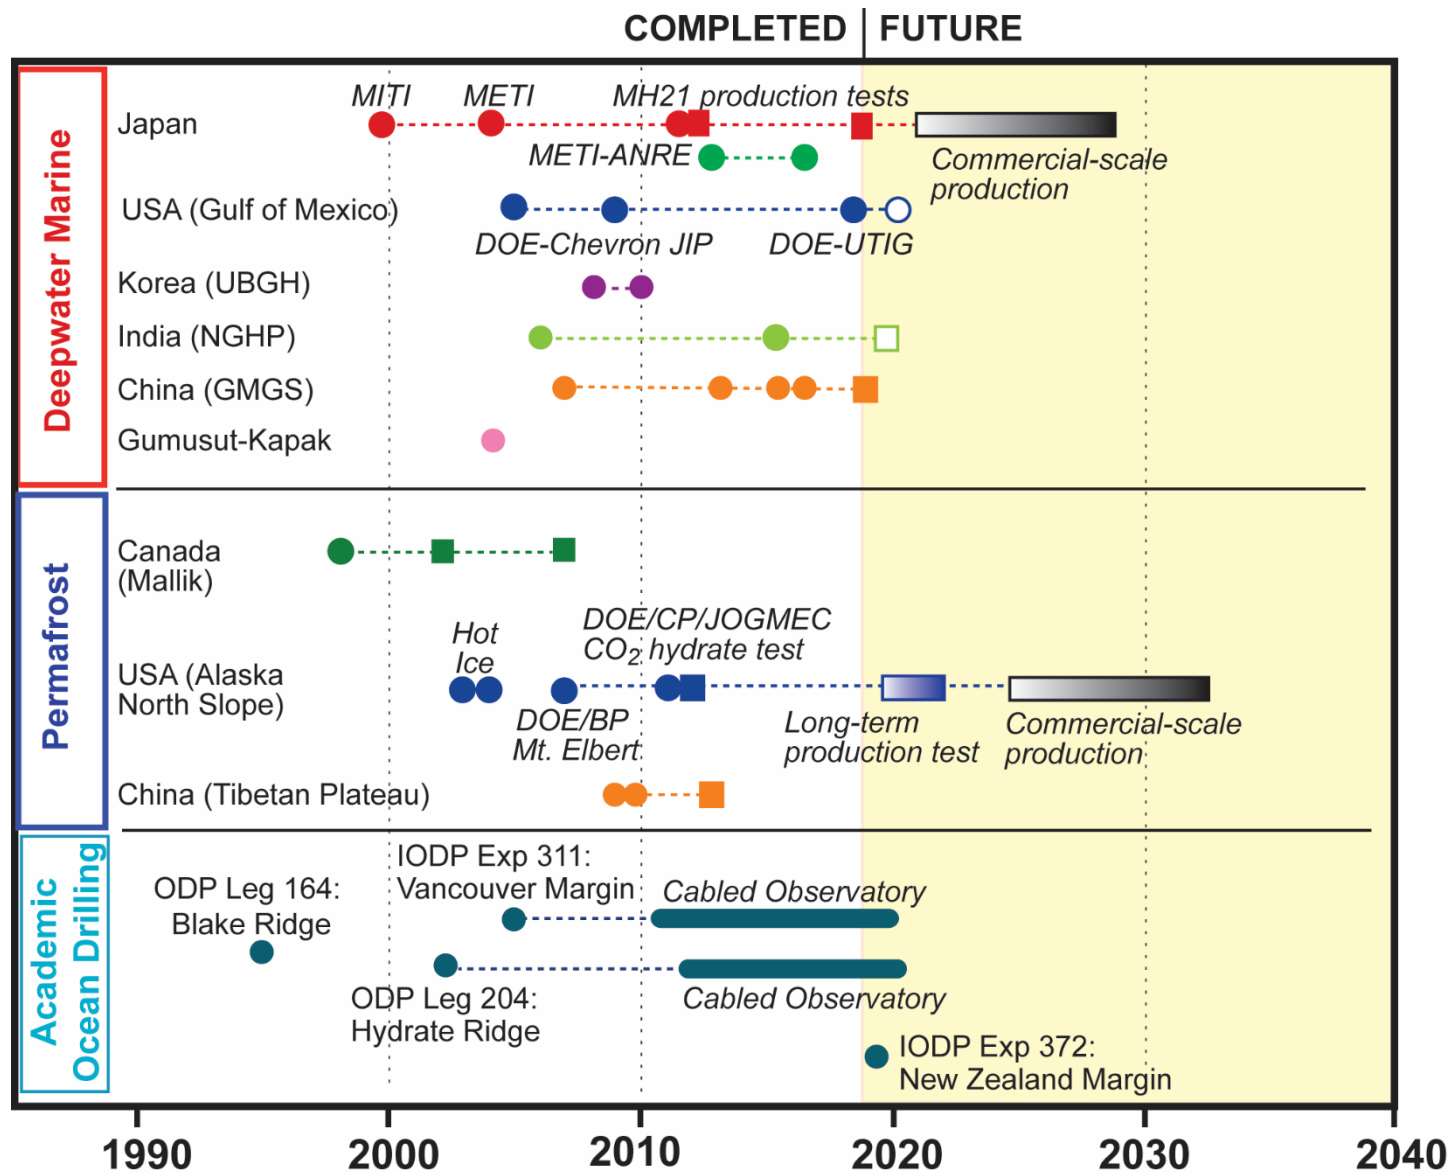 COMPLETED FUTURE
Deepwater Marine
MITI METI MH21 production tests
Japan
METI-ANRE
Commercial-scale
production
USA (Gulf of Mexico)
DOE-Chevron JIP DOE-UTIG
Korea (UBGH)
India (NGHP)
China (GMGS)
Gumusut-Kapak
Permafrost
Canada
(Mallik)
Hot
Ice
DOE/CP/JOGMEC
CO2 hydrate test
USA (Alaska
North Slope)
DOE/BP
Mt. Elbert
Long-term
production test
Commercial-scale
production
China (Tibetan Plateau)
Academic
Ocean Drilling
ODP Leg 164:
Blake Ridge
IODP Exp 311:
Vancouver Margin
Cabled Observatory
ODP Leg 204:
Hydrate Ridge
Cabled Observatory
IODP Exp 372:
New Zealand Margin
1990 2000 2010 2020 2030 2040